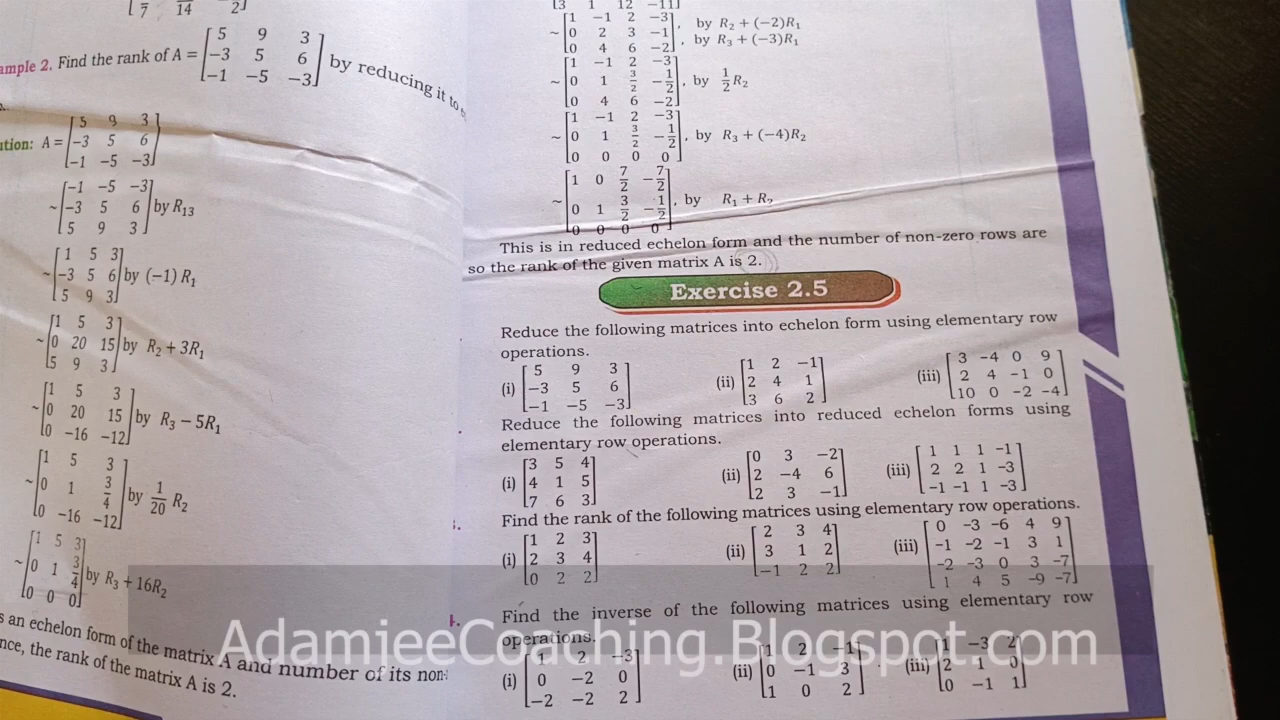 7 14 2
ample 2. Find the rank of A = [5 9 3; -3 5 6; -1 -5 -3] by reducing it to
ution: A = [5 9 3; -3 5 6; -1 -5 -3]
~ [-1 -5 -3; -3 5 6; 5 9 3] by R₁₃
~ [1 5 3; -3 5 6; 5 9 3] by (-1) R₁
~ [1 5 3; 0 20 15; 5 9 3] by R₂ + 3R₁
~ [1 5 3; 0 20 15; 0 -16 -12] by R₃ - 5R₁
~ [1 5 3; 0 1 3/4; 0 -16 -12] by 1/20 R₂
~ [1 5 3; 0 1 3/4; 0 0 0] by R₃ + 16R₂
s an echelon form of the matrix A and number of its non-
nce, the rank of the matrix A is 2.
3 1 12 -11
~ [1 -1 2 -3; 0 2 3 -1; 0 4 6 -2], by R₂ + (-2)R₁, by R₃ + (-3)R₁
~ [1 -1 2 -3; 0 1 3/2 -1/2; 0 4 6 -2], by 1/2 R₂
~ [1 -1 2 -3; 0 1 3/2 -1/2; 0 0 0 0], by R₃ + (-4)R₂
~ [1 0 7/2 -7/2; 0 1 3/2 -1/2; 0 0 0 0], by R₁ + R₂
This is in reduced echelon form and the number of non-zero rows are
so the rank of the given matrix A is 2.
Exercise 2.5
Reduce the following matrices into echelon form using elementary row
operations.
(i) [5 9 3; -3 5 6; -1 -5 -3] (ii) [1 2 -1; 2 4 1; 3 6 2] (iii) [3 -4 0 9; 2 4 -1 0; 10 0 -2 -4]
Reduce the following matrices into reduced echelon forms using
elementary row operations.
(i) [3 5 4; 4 1 5; 7 6 3] (ii) [0 3 -2; 2 -4 6; 2 3 -1] (iii) [1 1 1 -1; 2 2 1 -3; -1 -1 1 -3]
Find the rank of the following matrices using elementary row operations.
(i) [1 2 3; 2 3 4; 0 2 2] (ii) [2 3 4; 3 1 2; -1 2 2] (iii) [0 -3 -6 4 9; -1 -2 -1 3 1; -2 -3 0 3 -7; 1 4 5 -9 -7]
Find the inverse of the following matrices using elementary row
operations.
(i) [1 2 -3; 0 -2 0; -2 -2 2] (ii) [1 2 -1; 0 -1 3; 1 0 2] (iii) [1 -3 2; 2 1 0; 0 -1 1]
AdamjeeCoaching.Blogspot.com